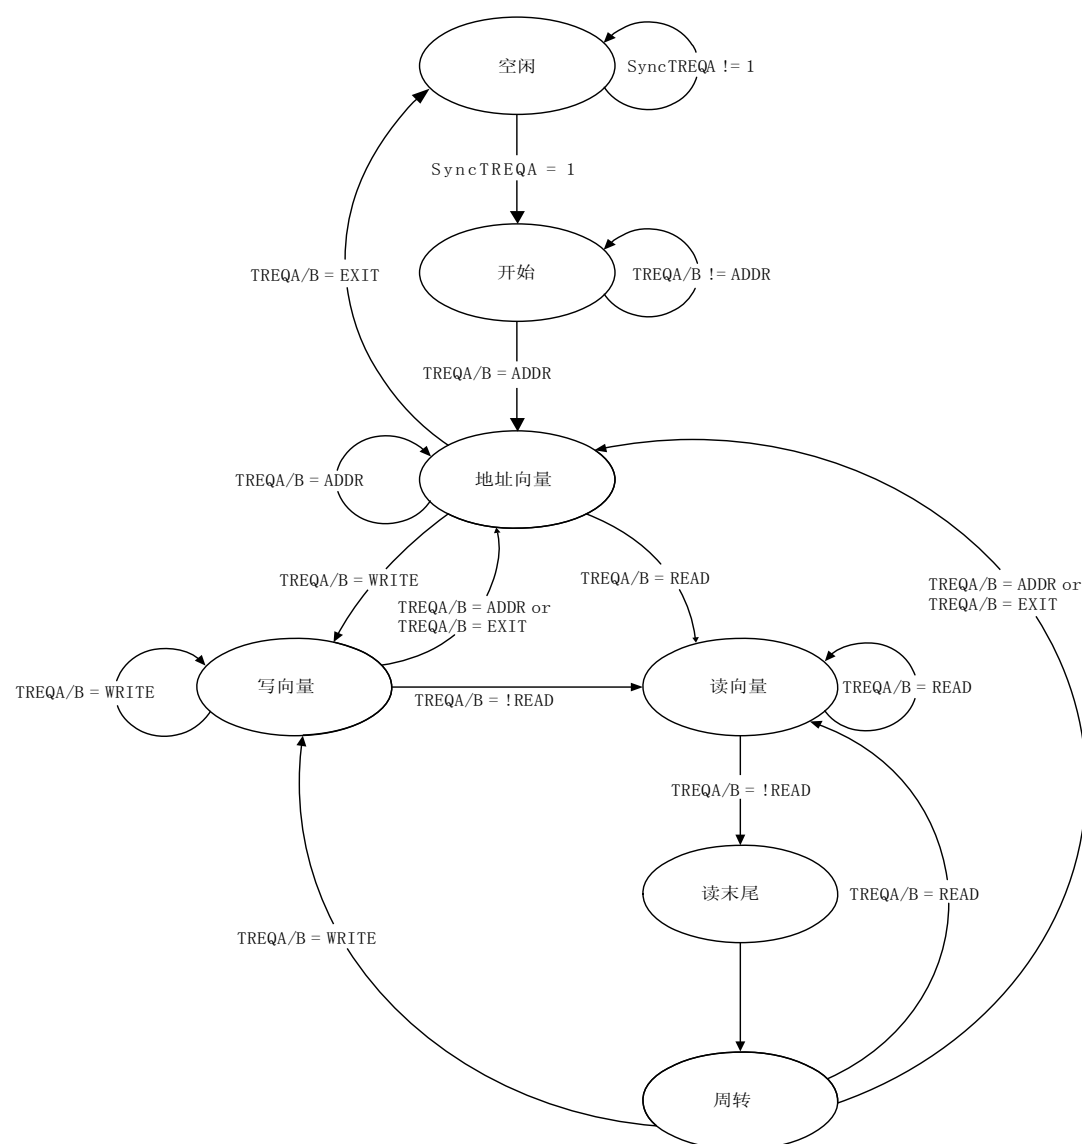 空闲
SyncTREQA != 1
SyncTREQA = 1
开始
TREQA/B = EXIT
TREQA/B != ADDR
TREQA/B = ADDR
地址向量
TREQA/B = ADDR
TREQA/B = WRITE
TREQA/B = READ
TREQA/B = ADDR or
TREQA/B = EXIT
TREQA/B = ADDR or
TREQA/B = EXIT
写向量
读向量
TREQA/B = WRITE
TREQA/B = !READ
TREQA/B = READ
TREQA/B = !READ
读末尾
TREQA/B = READ
TREQA/B = WRITE
周转